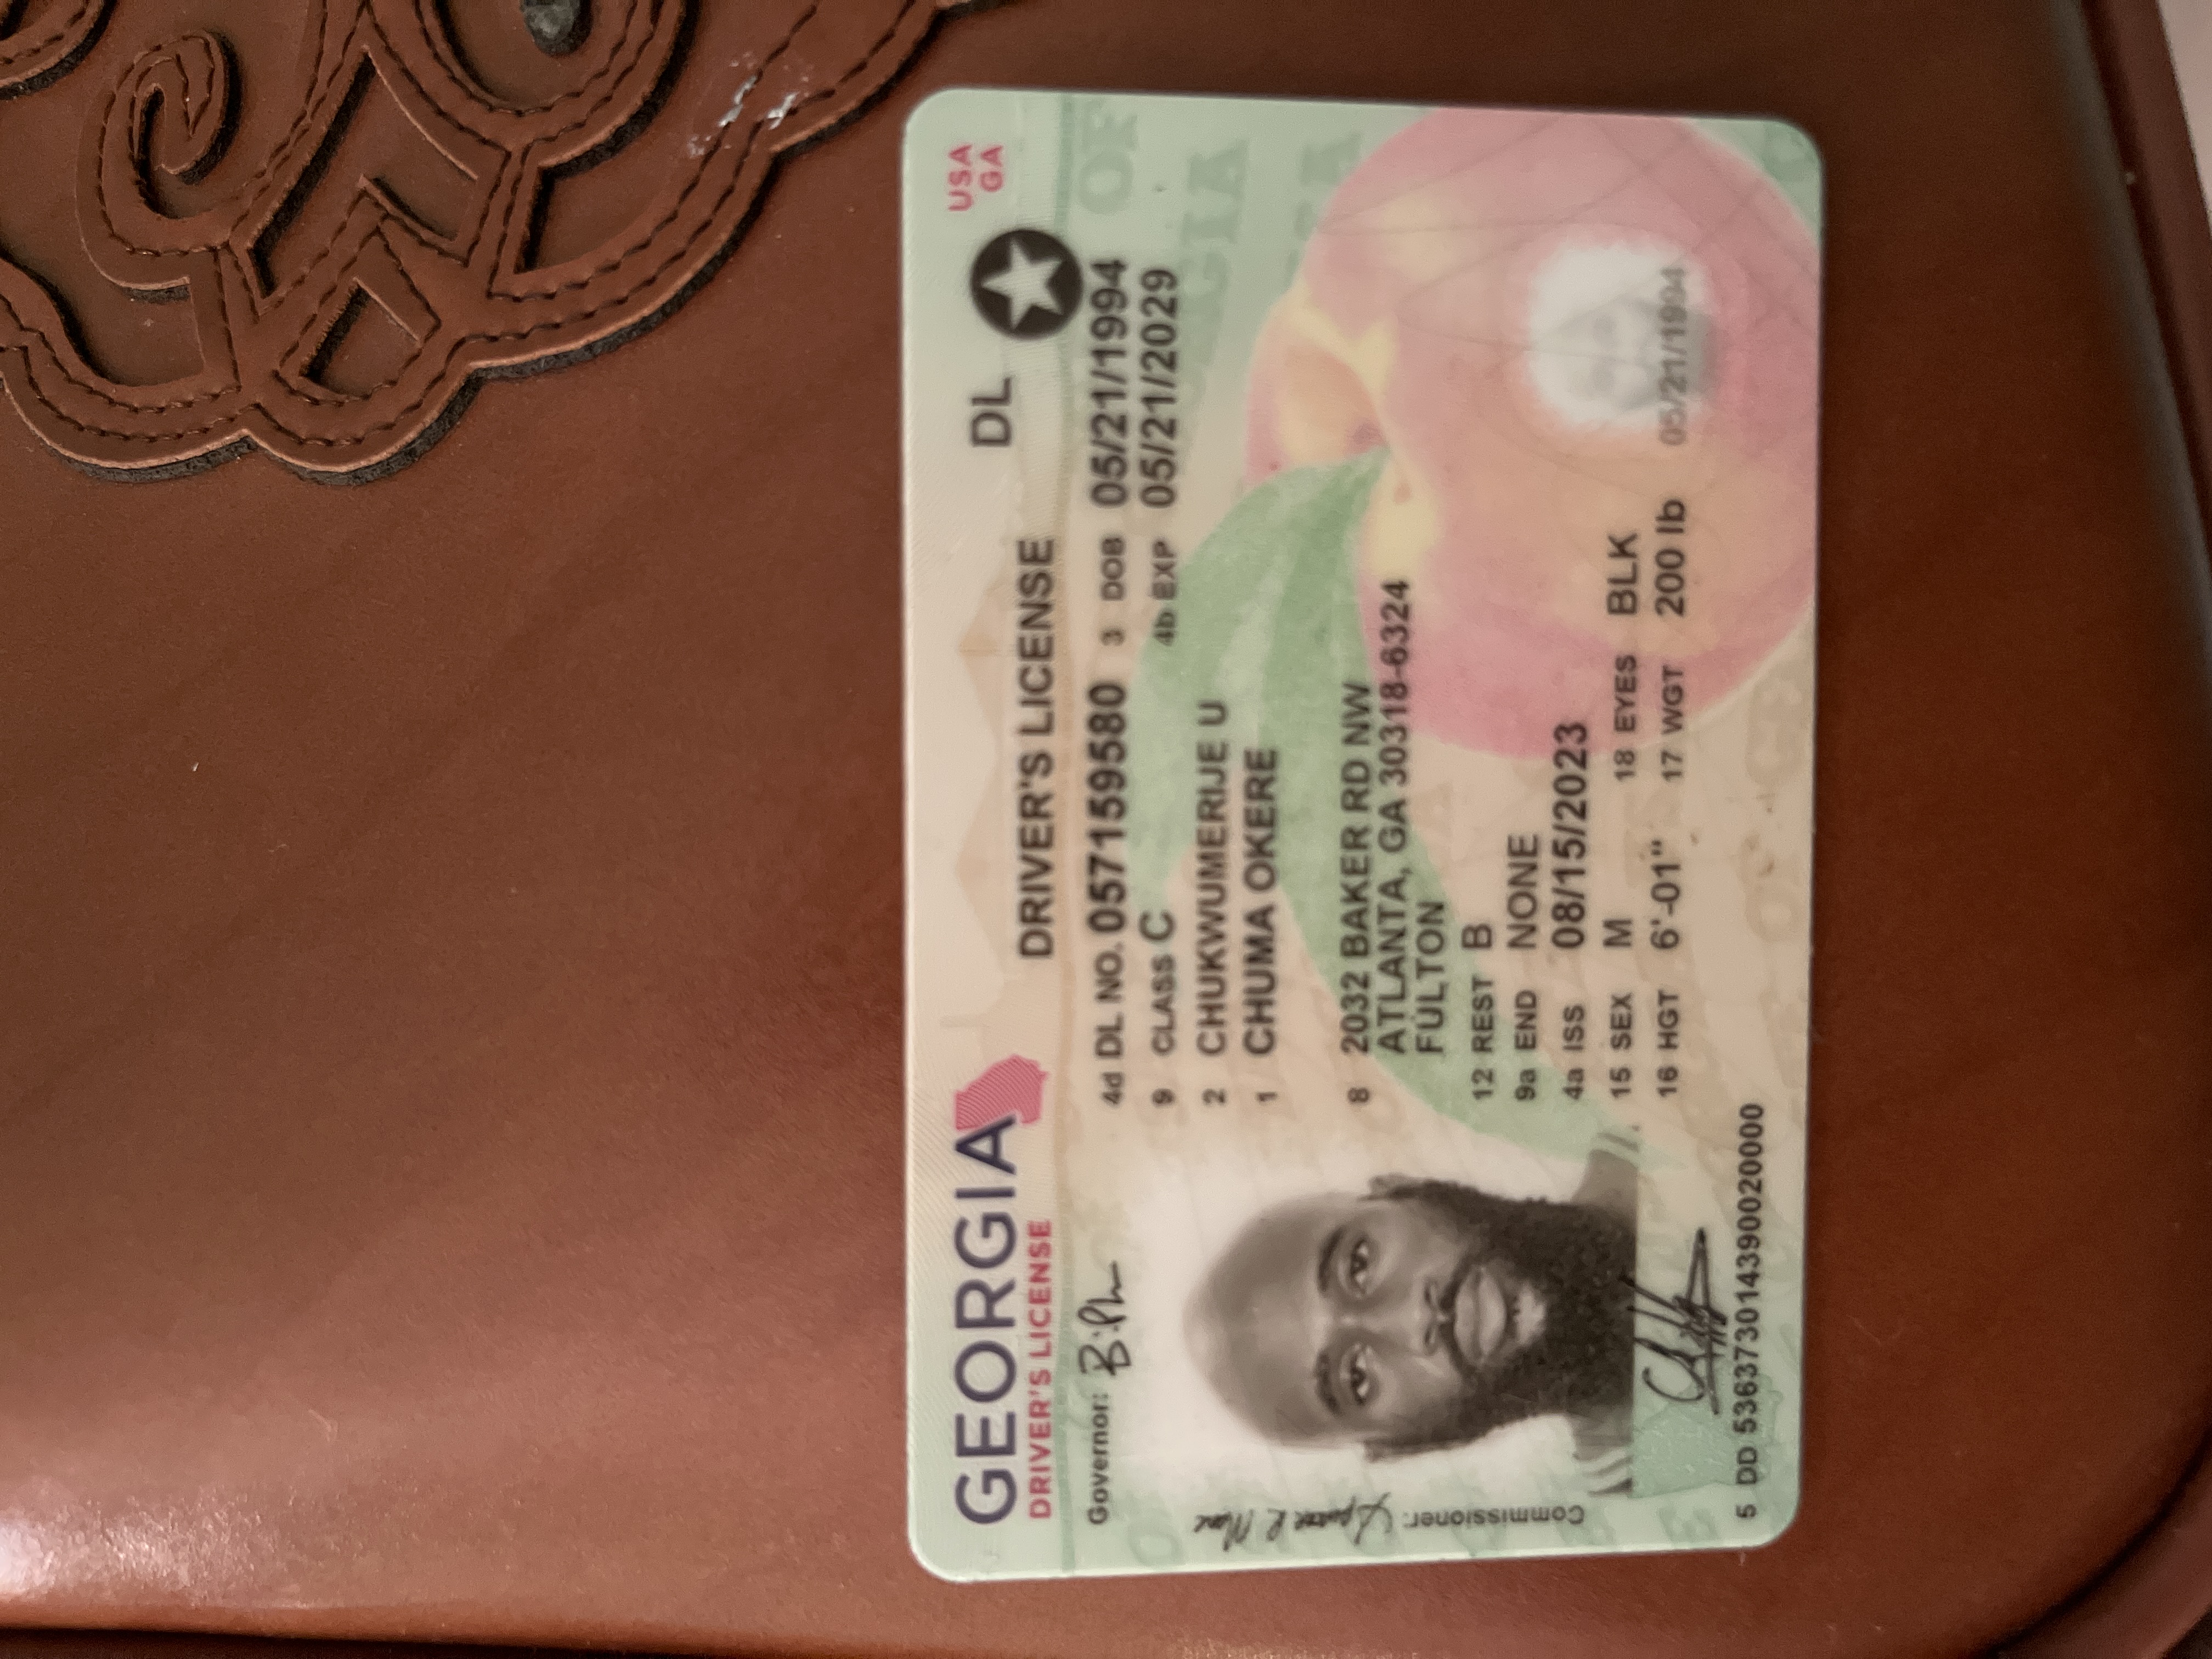 GEORGIA
DRIVER'S LICENSE
DRIVER'S LICENSE
DL
USA
GA
Governor:
4d DL NO. 057159580 3 DOB 05/21/1994
9 CLASS C 4b EXP 05/21/2029
2 CHUKWUMERIJE U
1 CHUMA OKERE
8 2032 BAKER RD NW
ATLANTA, GA 30318-6324
FULTON
12 REST B
9a END NONE
4a ISS 08/15/2023
15 SEX M 18 EYES BLK
16 HGT 6'-01" 17 WGT 200 lb
05/21/1994
5 DD 536373014390020000
Commissioner: